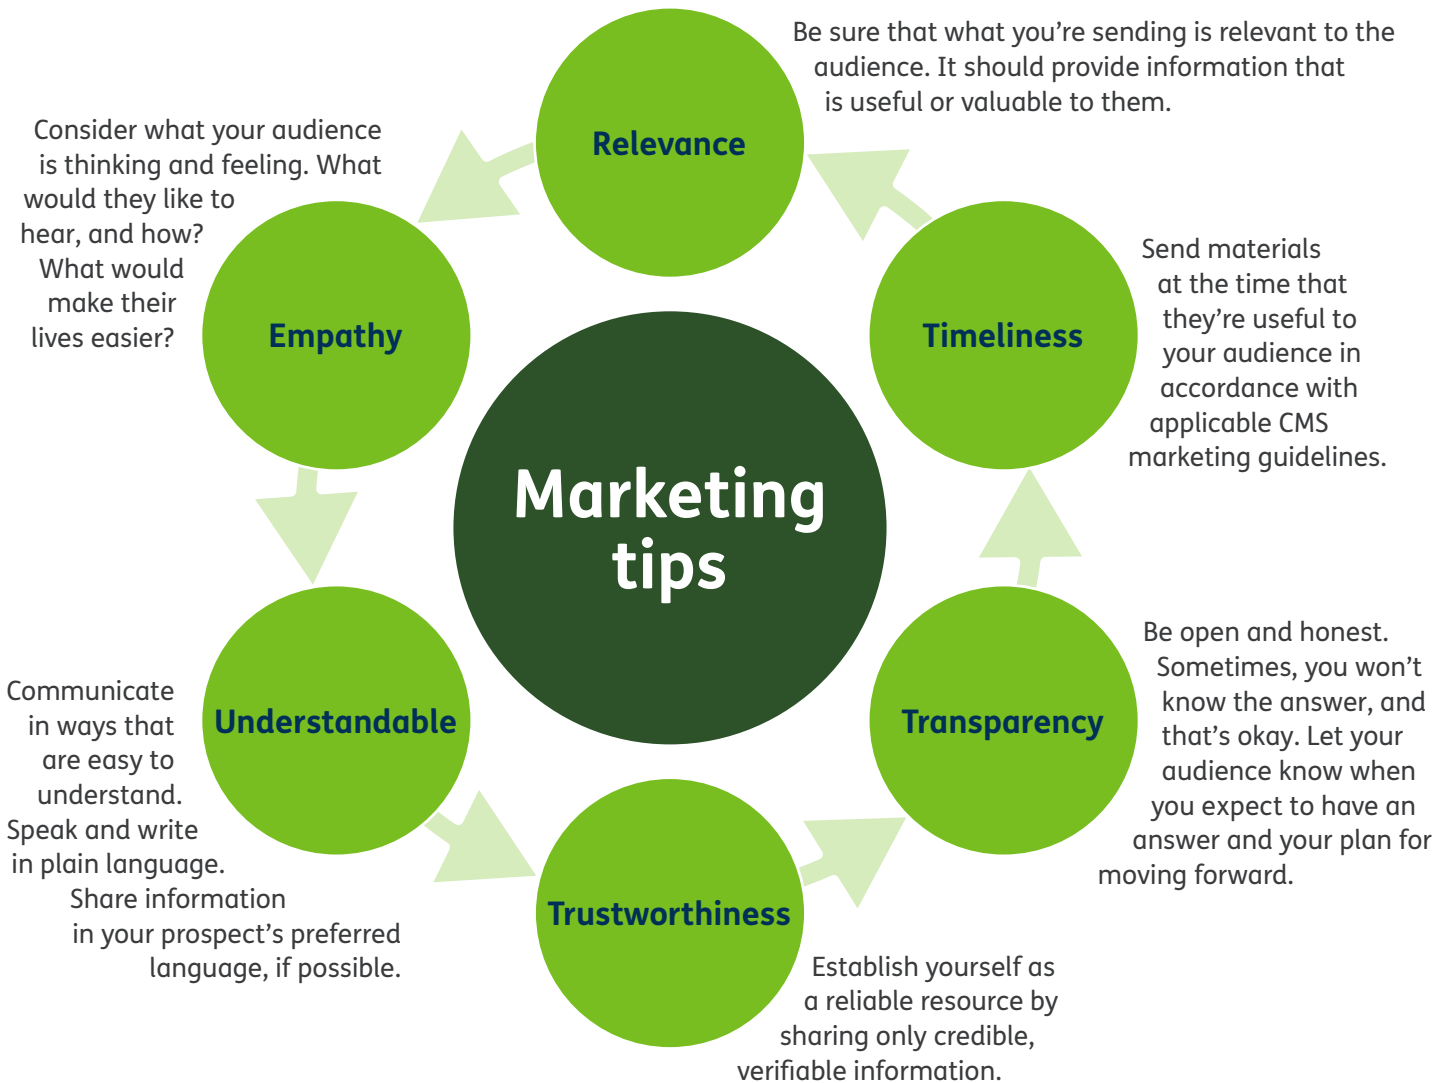 Relevance
Be sure that what you’re sending is relevant to the
audience. It should provide information that
is useful or valuable to them.
Consider what your audience
is thinking and feeling. What
would they like to
hear, and how?
What would
make their
lives easier?
Empathy
Timeliness
Send materials
at the time that
they’re useful to
your audience in
accordance with
applicable CMS
marketing guidelines.
Marketing
tips
Communicate
in ways that
are easy to
understand.
Speak and write
in plain language.
Share information
in your prospect’s preferred
language, if possible.
Understandable
Transparency
Be open and honest.
Sometimes, you won’t
know the answer, and
that’s okay. Let your
audience know when
you expect to have an
answer and your plan for
moving forward.
Trustworthiness
Establish yourself as
a reliable resource by
sharing only credible,
verifiable information.